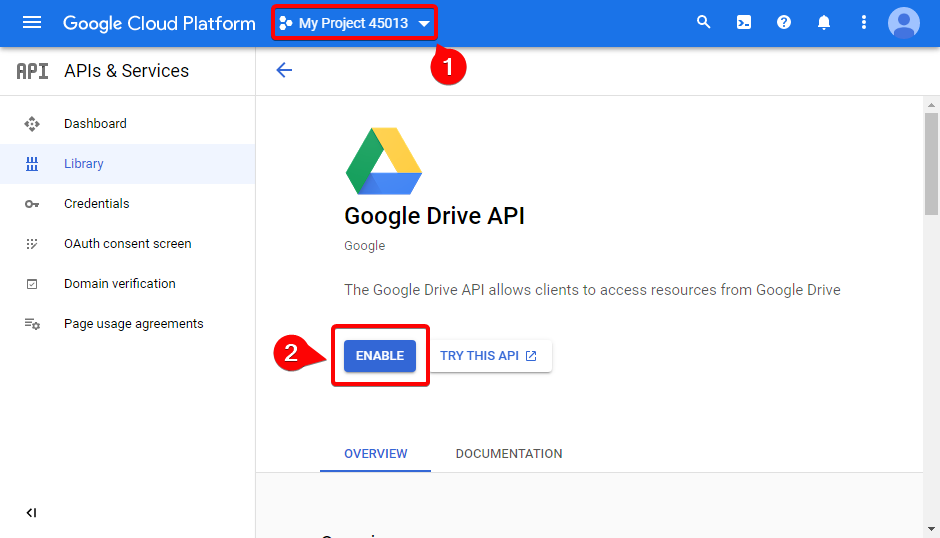 Google Cloud Platform
My Project 45013
1
API
APIs & Services
Dashboard
Library
Credentials
OAuth consent screen
Domain verification
Page usage agreements
Google Drive API
Google
The Google Drive API allows clients to access resources from Google Drive
2
ENABLE
TRY THIS API
OVERVIEW
DOCUMENTATION